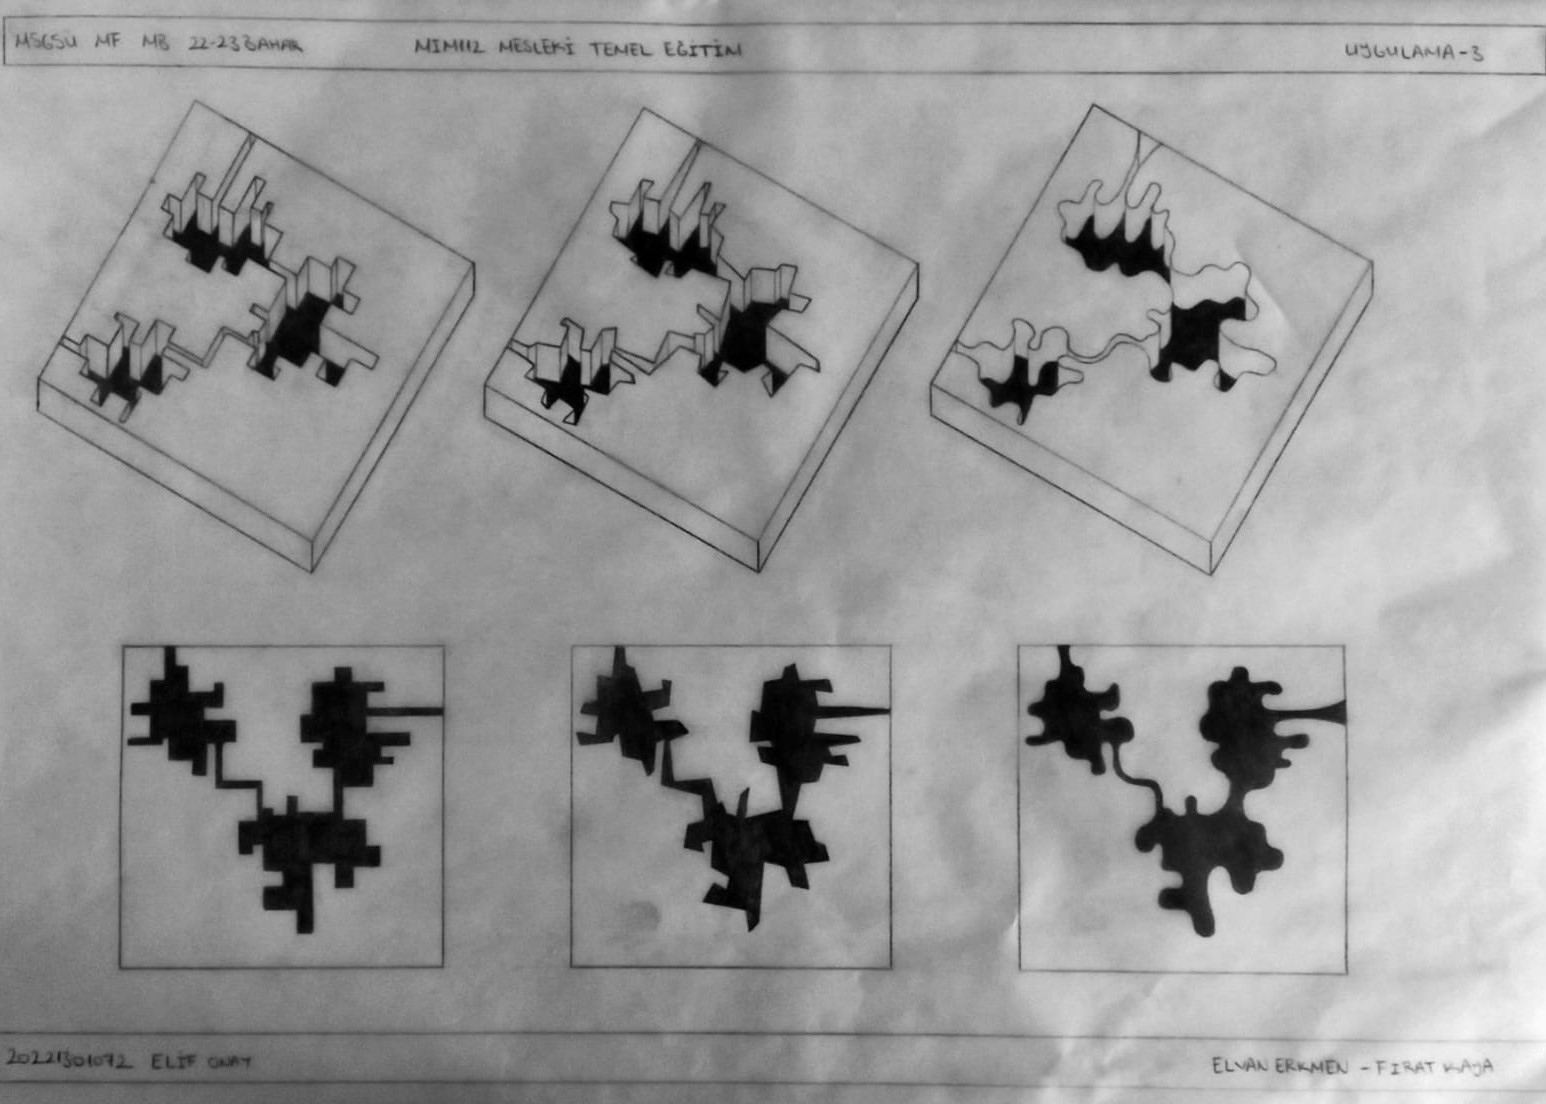 MSGSÜ MF MB 22-23 BAHAR MIM112 MESLEKİ TEMEL EĞİTİM UYGULAMA-3
20221301072 ELİF ONAY ELVAN ERKMEN - FIRAT KAYA